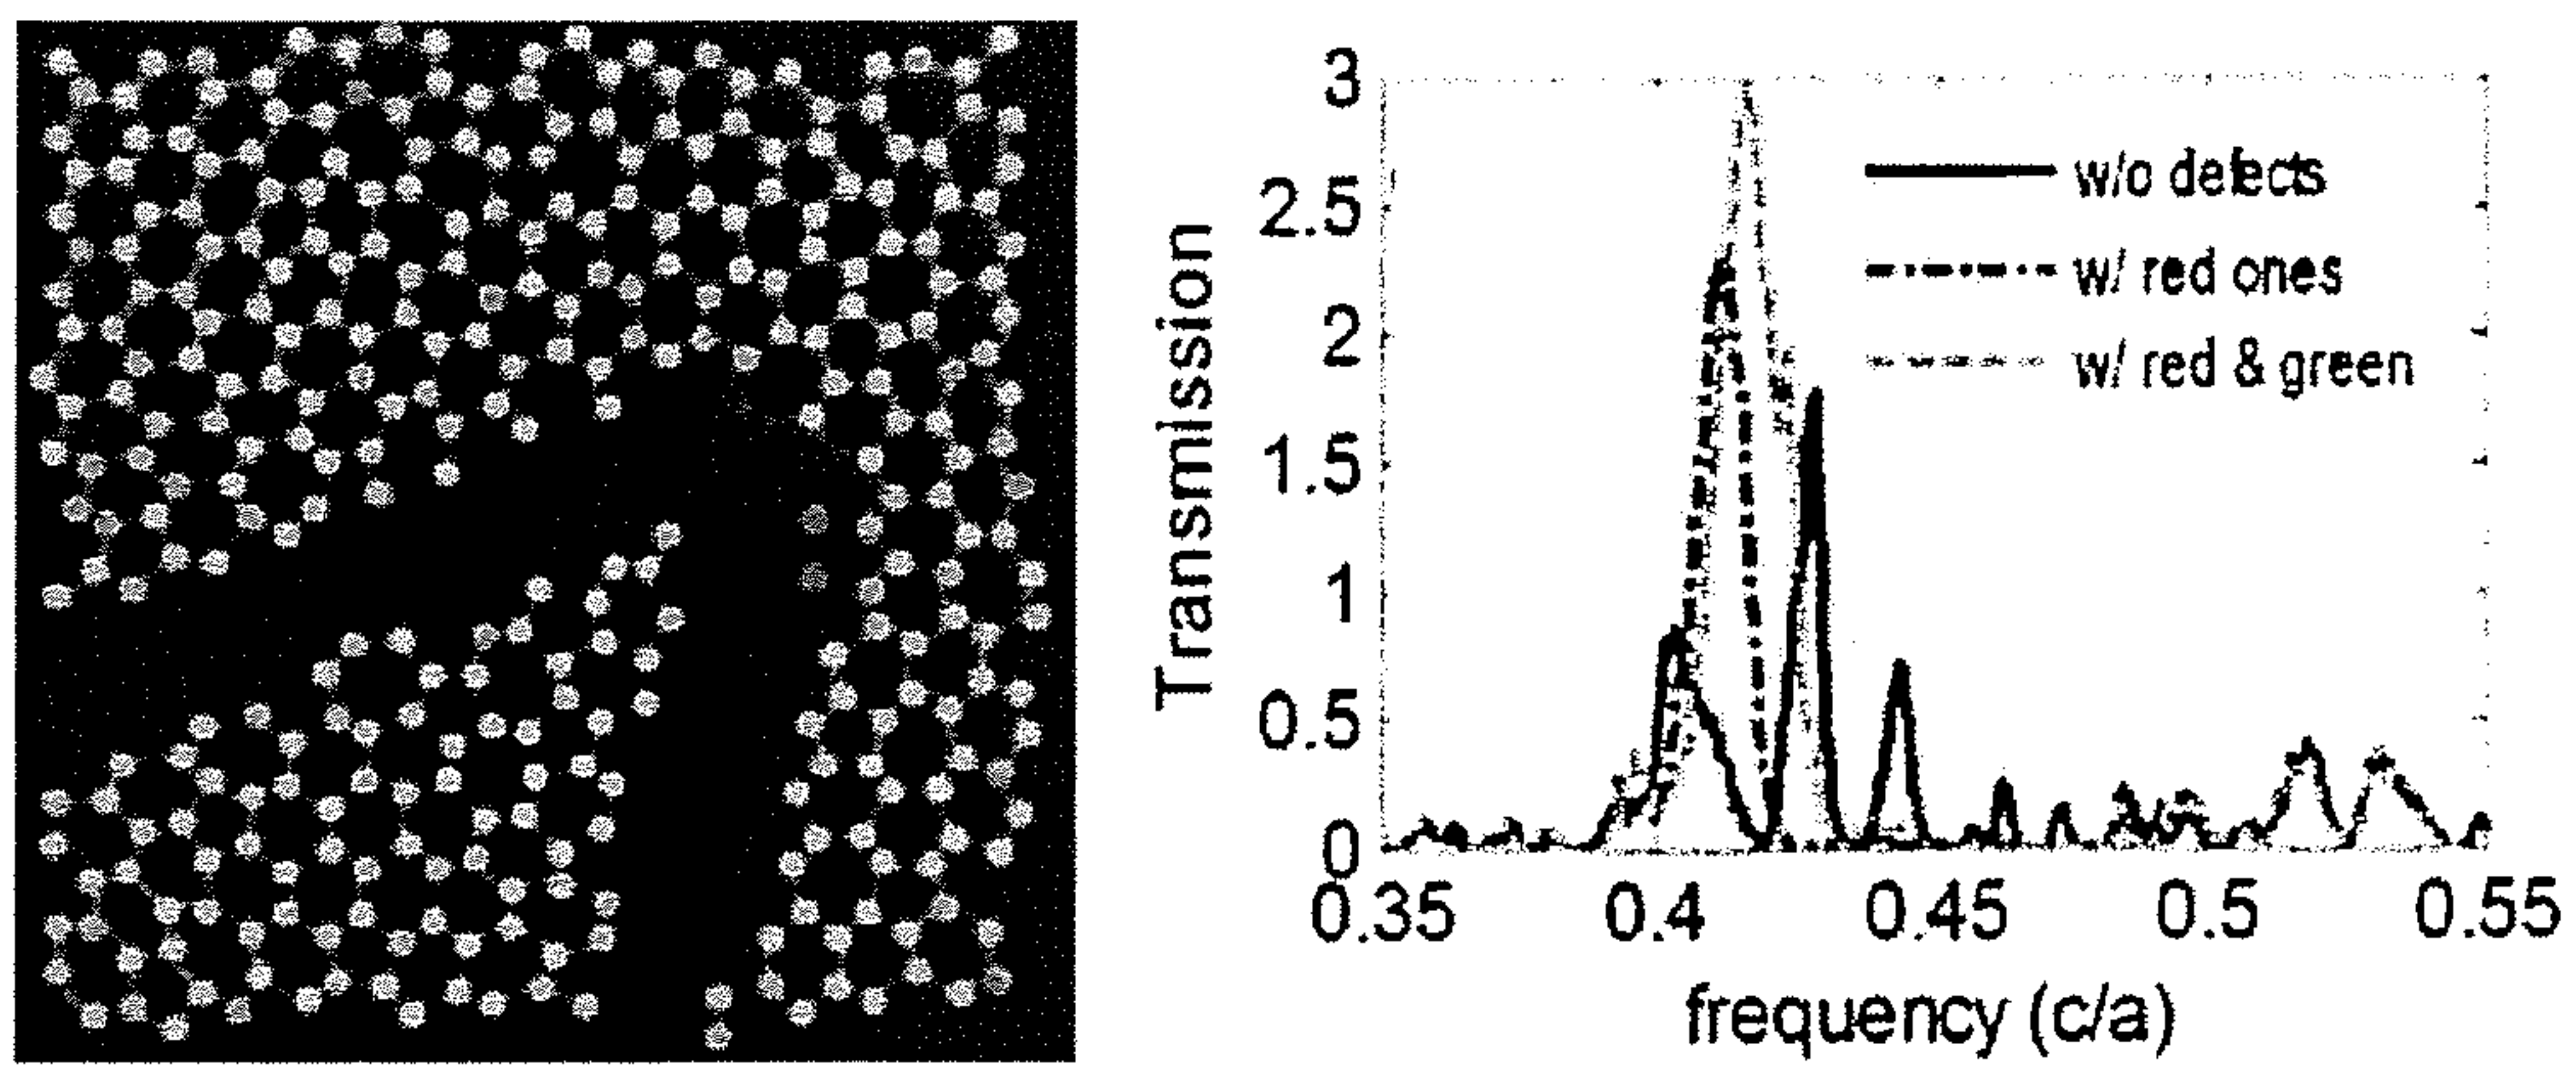 3
2.5
2
1.5
1
0.5
0
Transmission
w/o defects
w/ red ones
w/ red & green
0.35 0.4 0.45 0.5 0.55
frequency (c/a)